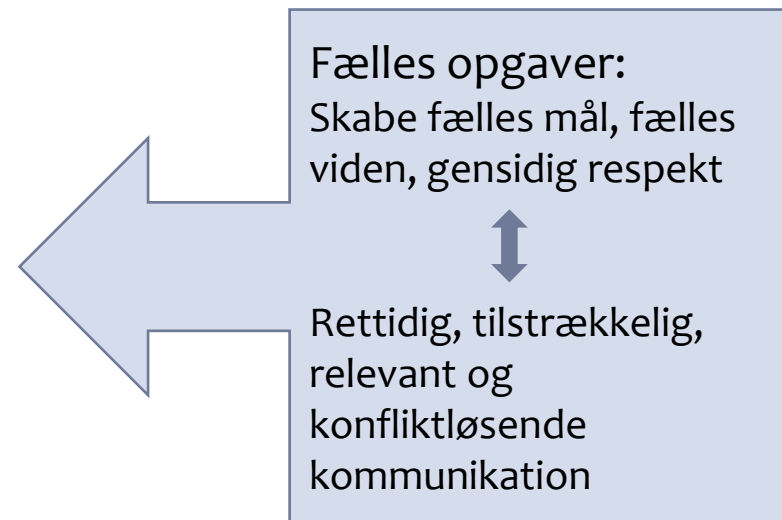 Fælles opgaver:
Skabe fælles mål, fælles
viden, gensidig respekt
Rettidig, tilstrækkelig,
relevant og
konfliktløsende
kommunikation